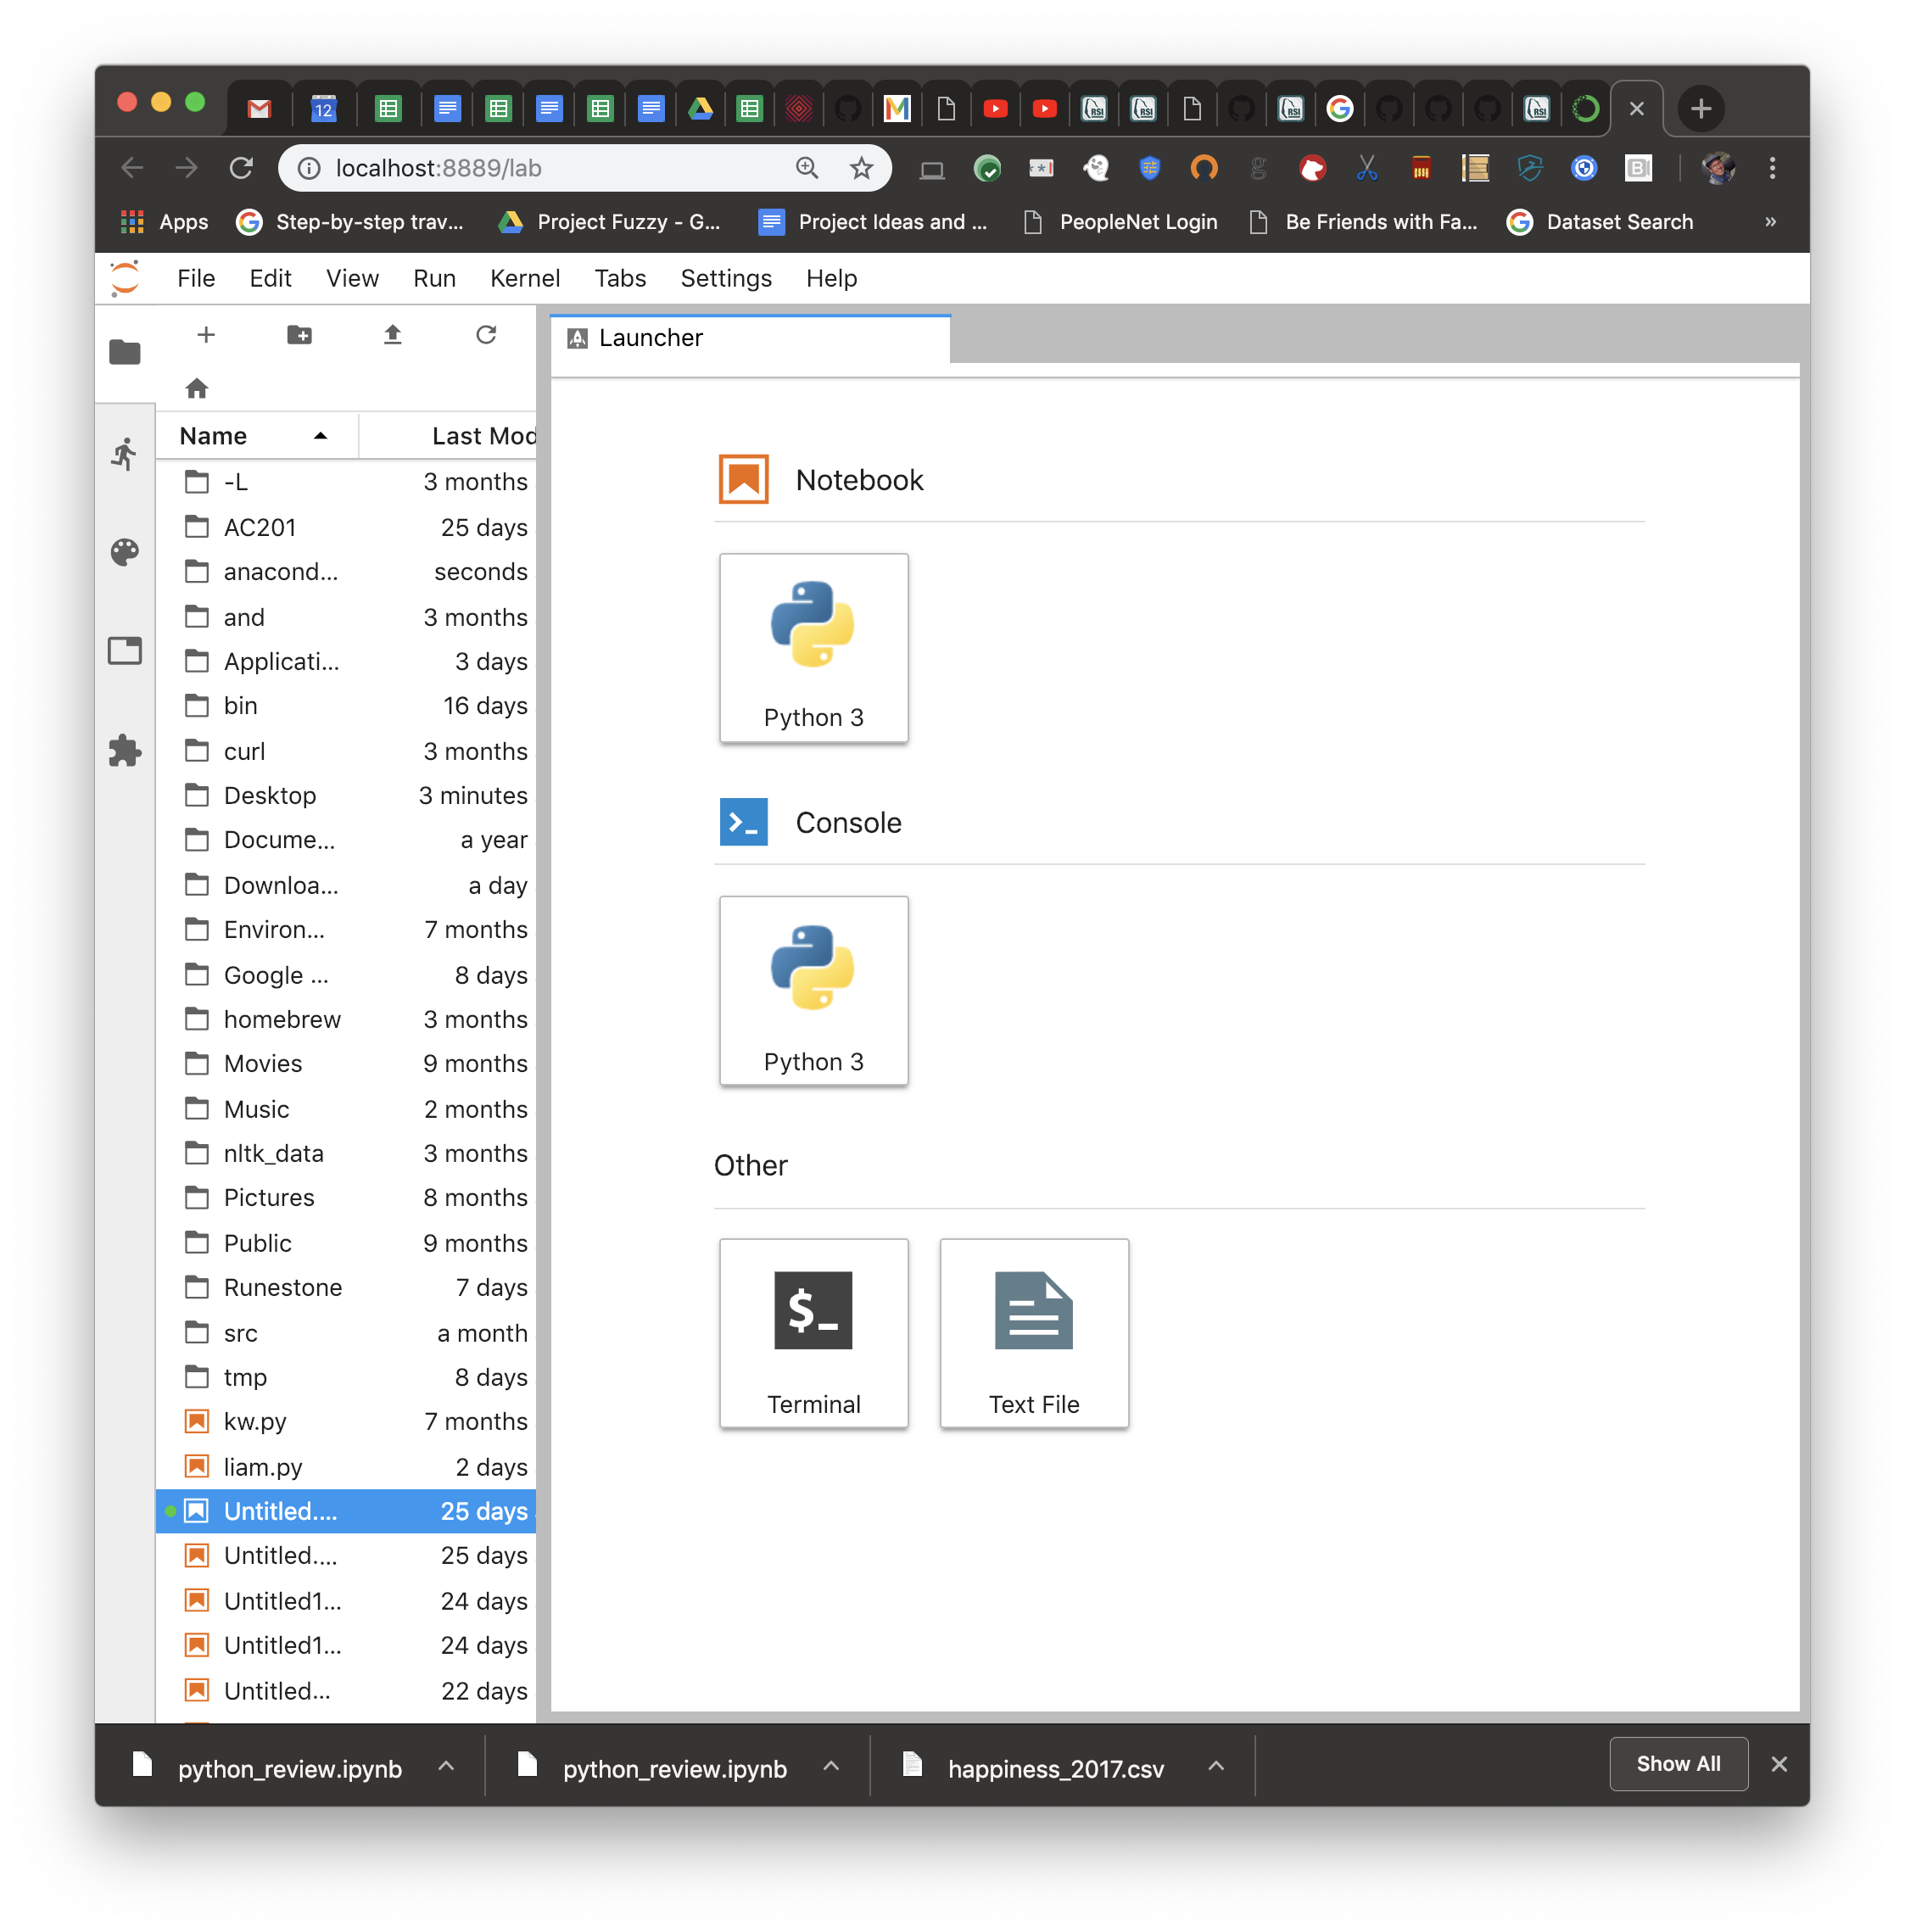 12
RSI
RSI
RSI
RSI
localhost:8889/lab
Apps Step-by-step trav... Project Fuzzy - G... Project Ideas and ... PeopleNet Login Be Friends with Fa... Dataset Search »
File Edit View Run Kernel Tabs Settings Help
Launcher
Name Last Mod
-L 3 months
AC201 25 days
anacond... seconds
and 3 months
Applicati... 3 days
bin 16 days
curl 3 months
Desktop 3 minutes
Docume... a year
Downloa... a day
Environ... 7 months
Google ... 8 days
homebrew 3 months
Movies 9 months
Music 2 months
nltk_data 3 months
Pictures 8 months
Public 9 months
Runestone 7 days
src a month
tmp 8 days
kw.py 7 months
liam.py 2 days
Untitled.... 25 days
Untitled.... 25 days
Untitled1... 24 days
Untitled1... 24 days
Untitled... 22 days
Notebook
Python 3
Console
Python 3
Other
$_
Terminal
Text File
python_review.ipynb python_review.ipynb happiness_2017.csv Show All